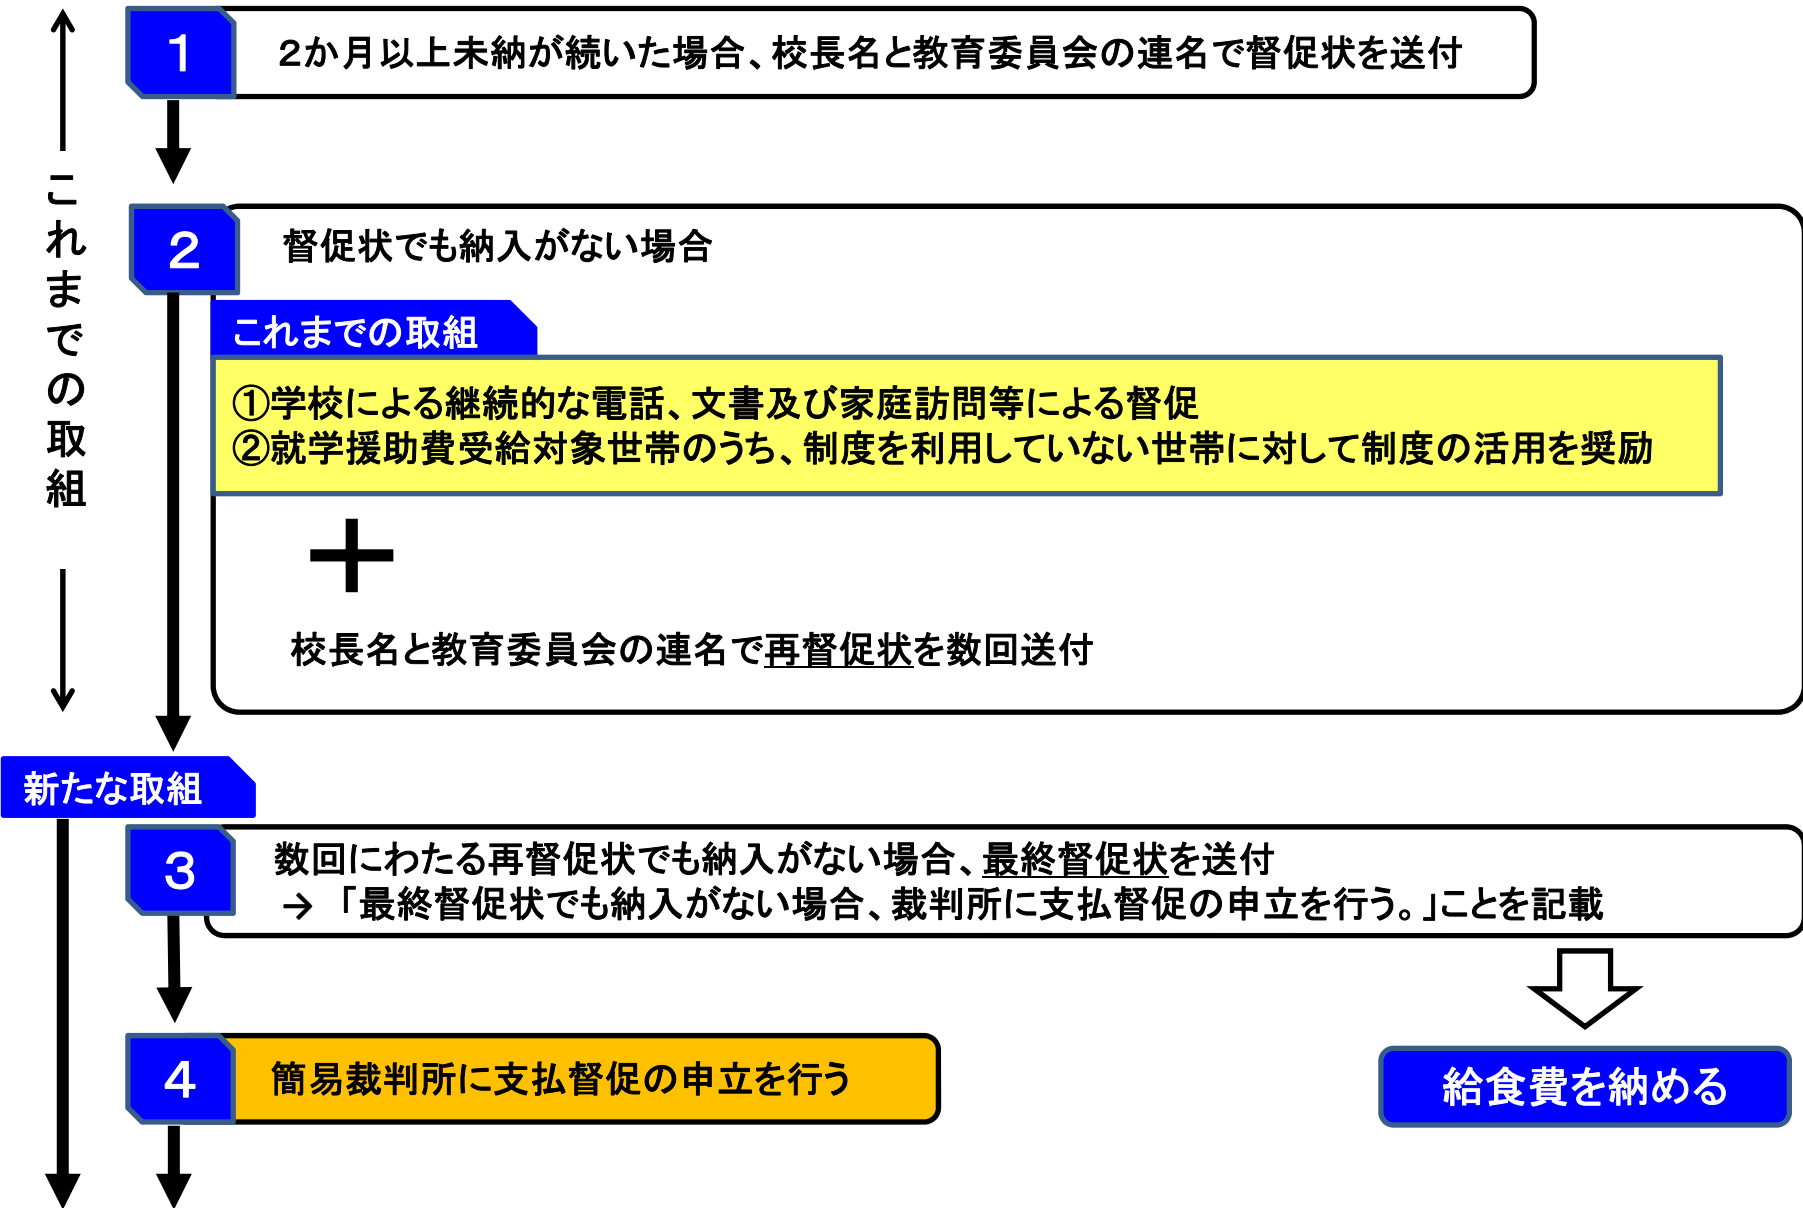 これまでの取組
1
２か月以上未納が続いた場合、校長名と教育委員会の連名で督促状を送付
2
督促状でも納入がない場合
これまでの取組
①学校による継続的な電話、文書及び家庭訪問等による督促
②就学援助費受給対象世帯のうち、制度を利用していない世帯に対して制度の活用を奨励
＋
校長名と教育委員会の連名で再督促状を数回送付
新たな取組
3
数回にわたる再督促状でも納入がない場合、最終督促状を送付
→ 「最終督促状でも納入がない場合、裁判所に支払督促の申立を行う。」ことを記載
4
簡易裁判所に支払督促の申立を行う
給食費を納める